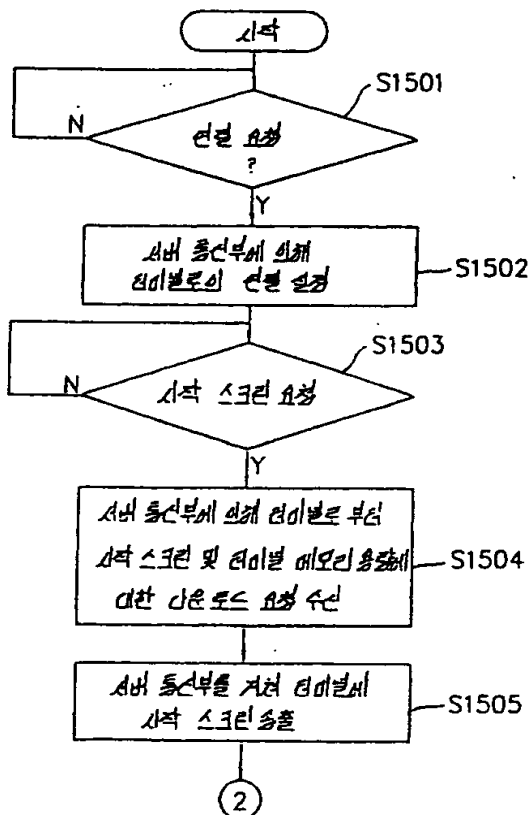 시작
S1501
N
연결 요청
?
Y
서버 통신부에 의해
터미널로의 연결 설정
S1502
S1503
N
시작 스크린 요청
Y
서버 통신부에 의해 터미널로 부터
시작 스크린 및 터미널 메모리 용량에
대한 다운로드 요청 수신
S1504
서버 통신부를 거쳐 터미널에
시작 스크린 송출
S1505
2